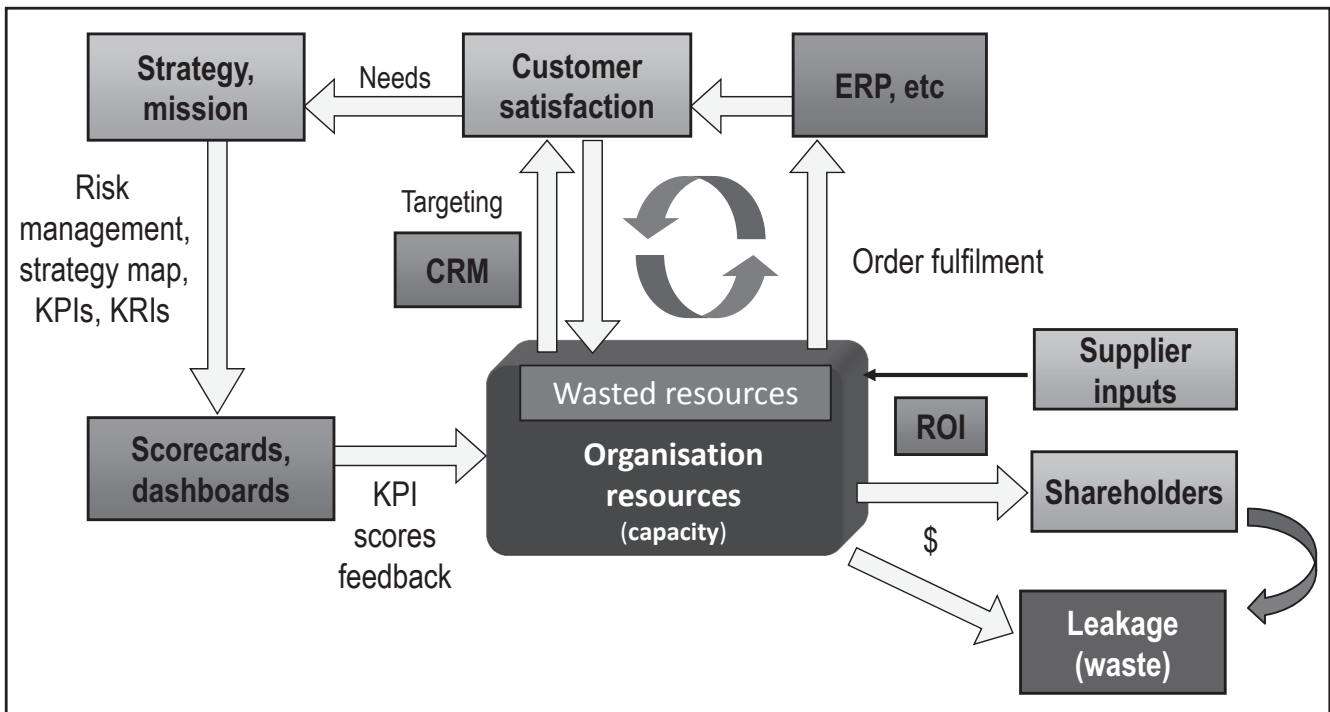 Strategy,
mission
Needs
Customer
satisfaction
ERP, etc
Risk
management,
strategy map,
KPIs, KRIs
Targeting
CRM
Order fulfilment
Supplier
inputs
Wasted resources
ROI
Organisation
resources
(capacity)
Scorecards,
dashboards
KPI
scores
feedback
Shareholders
$
Leakage
(waste)